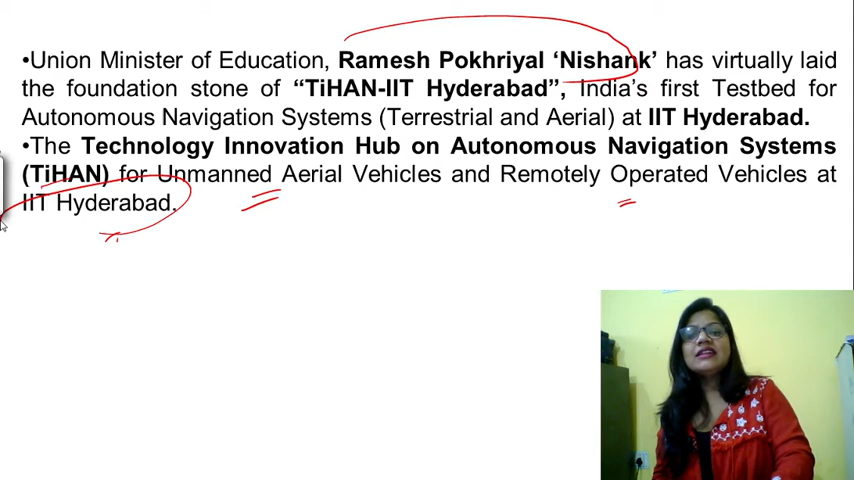 •Union Minister of Education, Ramesh Pokhriyal ‘Nishank’ has virtually laid
the foundation stone of “TiHAN-IIT Hyderabad”, India’s first Testbed for
Autonomous Navigation Systems (Terrestrial and Aerial) at IIT Hyderabad.
•The Technology Innovation Hub on Autonomous Navigation Systems
(TiHAN) for Unmanned Aerial Vehicles and Remotely Operated Vehicles at
IIT Hyderabad.